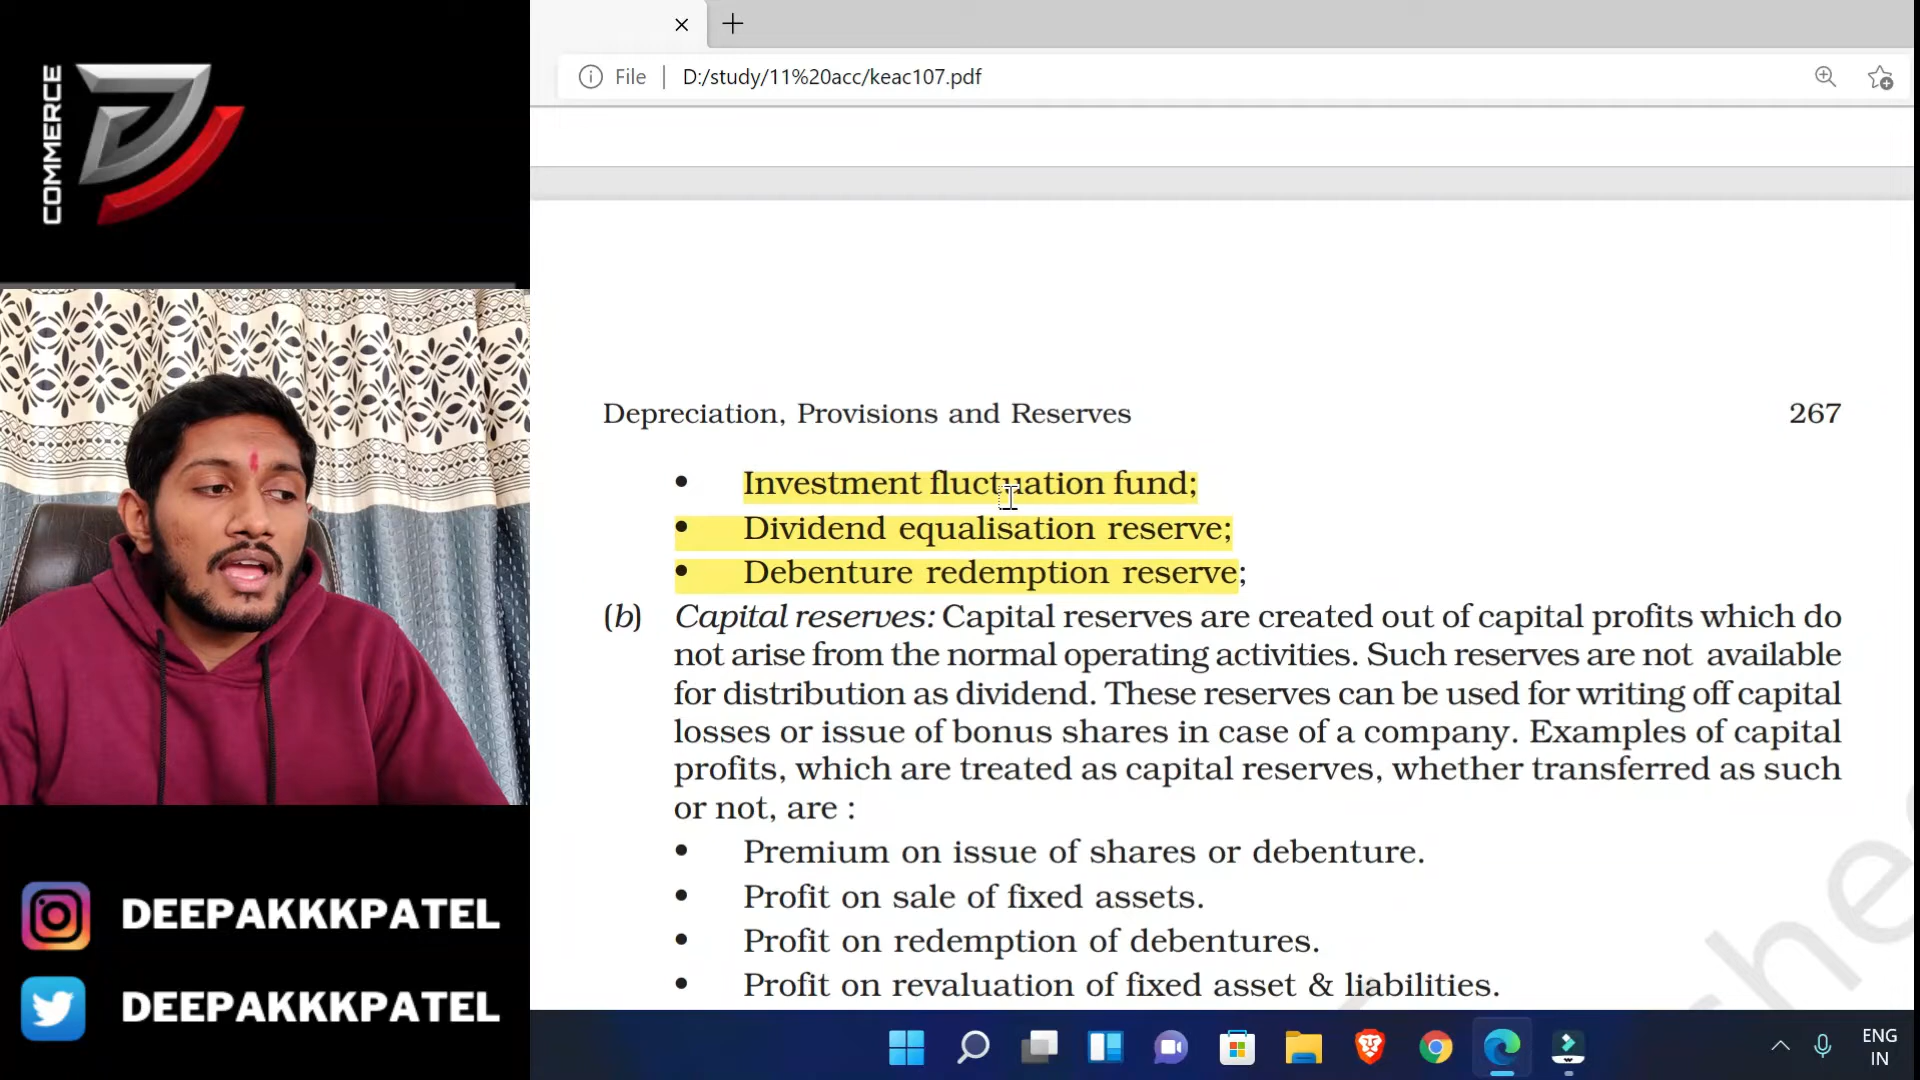 COMMERCE
File
D:/study/11%20acc/keac107.pdf
Depreciation, Provisions and Reserves 267
• Investment fluctuation fund;
• Dividend equalisation reserve;
• Debenture redemption reserve;
(b) Capital reserves: Capital reserves are created out of capital profits which do
not arise from the normal operating activities. Such reserves are not available
for distribution as dividend. These reserves can be used for writing off capital
losses or issue of bonus shares in case of a company. Examples of capital
profits, which are treated as capital reserves, whether transferred as such
or not, are :
• Premium on issue of shares or debenture.
• Profit on sale of fixed assets.
• Profit on redemption of debentures.
• Profit on revaluation of fixed asset & liabilities.
DEEPAKKKPATEL
DEEPAKKKPATEL
ENG
IN